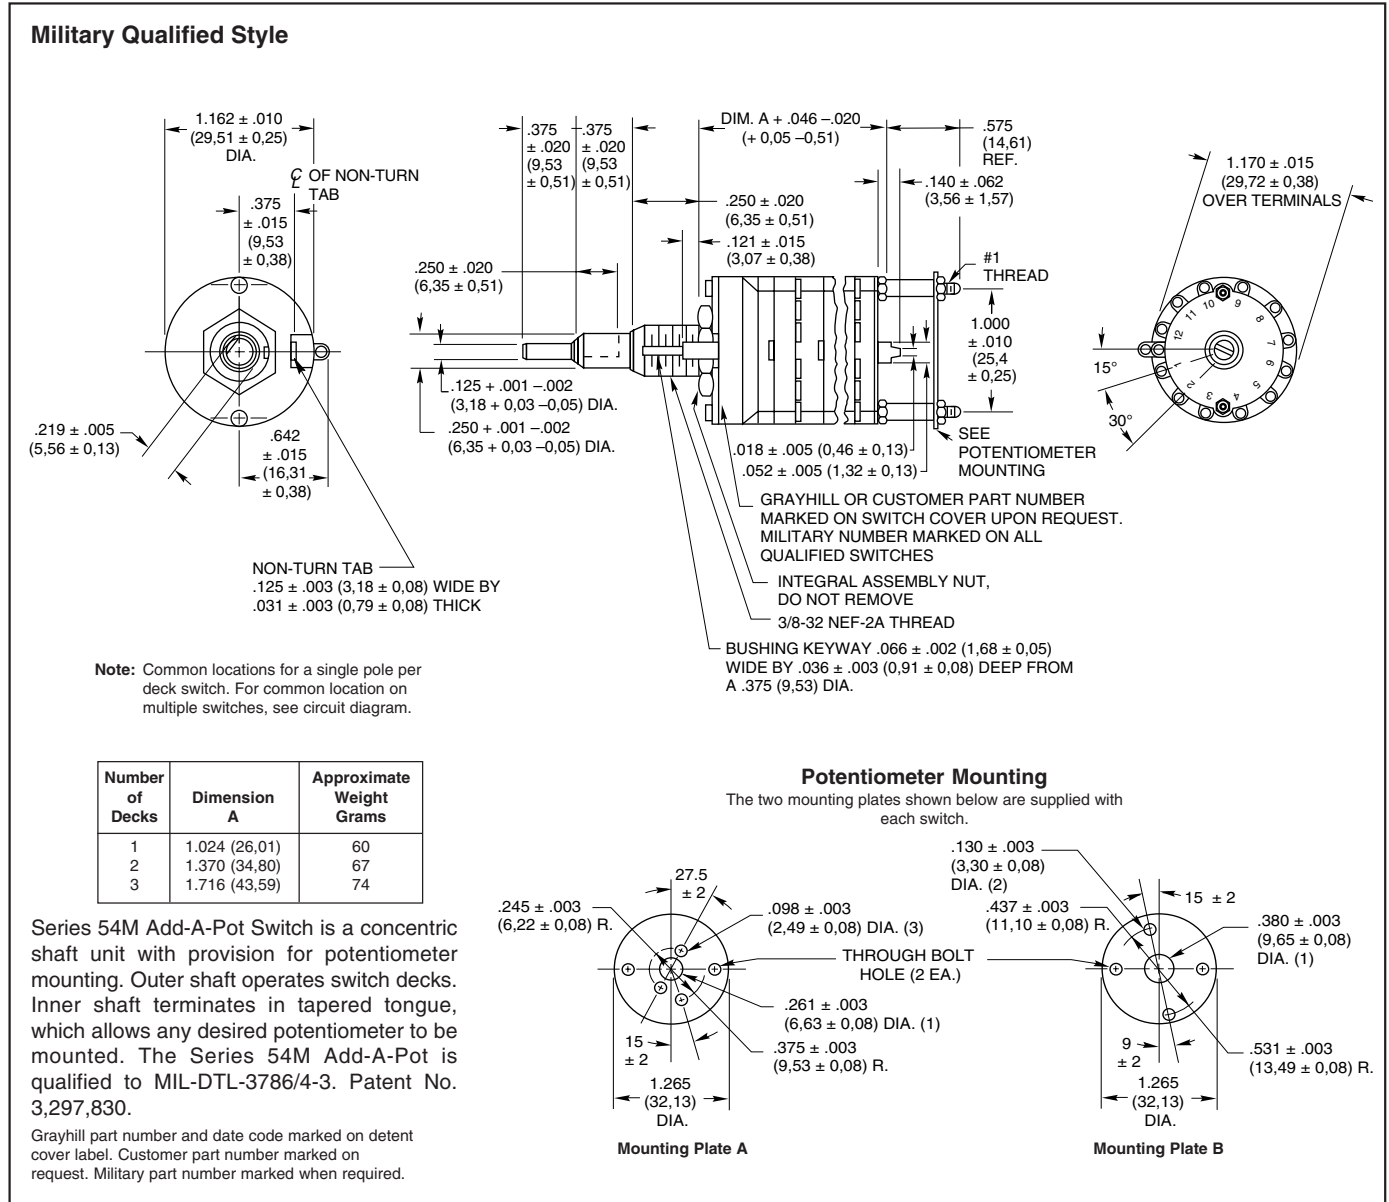 Military Qualified Style
1.162 ± .010
(29,51 ± 0,25)
DIA.
CL OF NON-TURN
TAB
.375
± .015
(9,53
± 0,38)
.219 ± .005
(5,56 ± 0,13)
.642
± .015
(16,31
± 0,38)
NON-TURN TAB
.125 ± .003 (3,18 ± 0,08) WIDE BY
.031 ± .003 (0,79 ± 0,08) THICK
.375
± .020
(9,53
± 0,51)
.375
± .020
(9,53
± 0,51)
DIM. A + .046 –.020
(+ 0,05 –0,51)
.575
(14,61)
REF.
.140 ± .062
(3,56 ± 1,57)
.250 ± .020
(6,35 ± 0,51)
.121 ± .015
(3,07 ± 0,38)
.250 ± .020
(6,35 ± 0,51)
#1
THREAD
1.000
± .010
(25,4
± 0,25)
.125 + .001 –.002
(3,18 + 0,03 –0,05) DIA.
.250 + .001 –.002
(6,35 + 0,03 –0,05) DIA.
.018 ± .005 (0,46 ± 0,13)
.052 ± .005 (1,32 ± 0,13)
SEE
POTENTIOMETER
MOUNTING
GRAYHILL OR CUSTOMER PART NUMBER
MARKED ON SWITCH COVER UPON REQUEST.
MILITARY NUMBER MARKED ON ALL
QUALIFIED SWITCHES
INTEGRAL ASSEMBLY NUT,
DO NOT REMOVE
3/8-32 NEF-2A THREAD
BUSHING KEYWAY .066 ± .002 (1,68 ± 0,05)
WIDE BY .036 ± .003 (0,91 ± 0,08) DEEP FROM
A .375 (9,53) DIA.
1.170 ± .015
(29,72 ± 0,38)
OVER TERMINALS
1
2
3
4
5
6
7
8
9
10
11
12
15°
30°
Note: Common locations for a single pole per
deck switch. For common location on
multiple switches, see circuit diagram.
Number of Decks Dimension A Approximate Weight Grams
1 1.024 (26,01) 60
2 1.370 (34,80) 67
3 1.716 (43,59) 74
Series 54M Add-A-Pot Switch is a concentric
shaft unit with provision for potentiometer
mounting. Outer shaft operates switch decks.
Inner shaft terminates in tapered tongue,
which allows any desired potentiometer to be
mounted. The Series 54M Add-A-Pot is
qualified to MIL-DTL-3786/4-3. Patent No.
3,297,830.
Grayhill part number and date code marked on detent
cover label. Customer part number marked on
request. Military part number marked when required.
Potentiometer Mounting
The two mounting plates shown below are supplied with
each switch.
27.5
± 2
.245 ± .003
(6,22 ± 0,08) R.
.098 ± .003
(2,49 ± 0,08) DIA. (3)
THROUGH BOLT
HOLE (2 EA.)
.261 ± .003
(6,63 ± 0,08) DIA. (1)
.375 ± .003
(9,53 ± 0,08) R.
15
± 2
1.265
(32,13)
DIA.
Mounting Plate A
.130 ± .003
(3,30 ± 0,08)
DIA. (2)
15 ± 2
.437 ± .003
(11,10 ± 0,08) R.
.380 ± .003
(9,65 ± 0,08)
DIA. (1)
9
± 2
.531 ± .003
(13,49 ± 0,08) R.
1.265
(32,13)
DIA.
Mounting Plate B